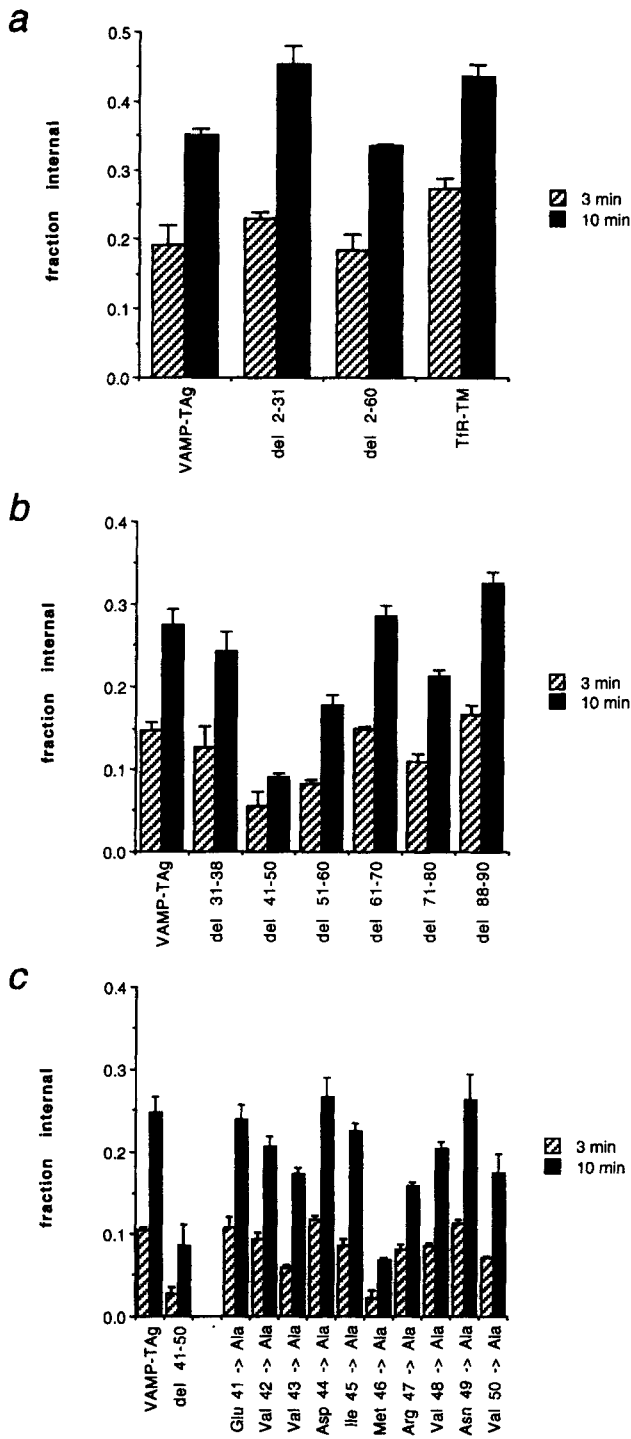 a
0.5
0.4
0.3
0.2
0.1
0.0
fraction internal
VAMP-TAg
del 2-31
del 2-60
TfR-TM
3 min
10 min
b
0.4
0.3
0.2
0.1
0.0
fraction internal
VAMP-TAg
del 31-38
del 41-50
del 51-60
del 61-70
del 71-80
del 88-90
3 min
10 min
c
0.4
0.3
0.2
0.1
0.0
fraction internal
VAMP-TAg
del 41-50
Glu 41 -> Ala
Val 42 -> Ala
Val 43 -> Ala
Asp 44 -> Ala
Ile 45 -> Ala
Met 46 -> Ala
Arg 47 -> Ala
Val 48 -> Ala
Asn 49 -> Ala
Val 50 -> Ala
3 min
10 min